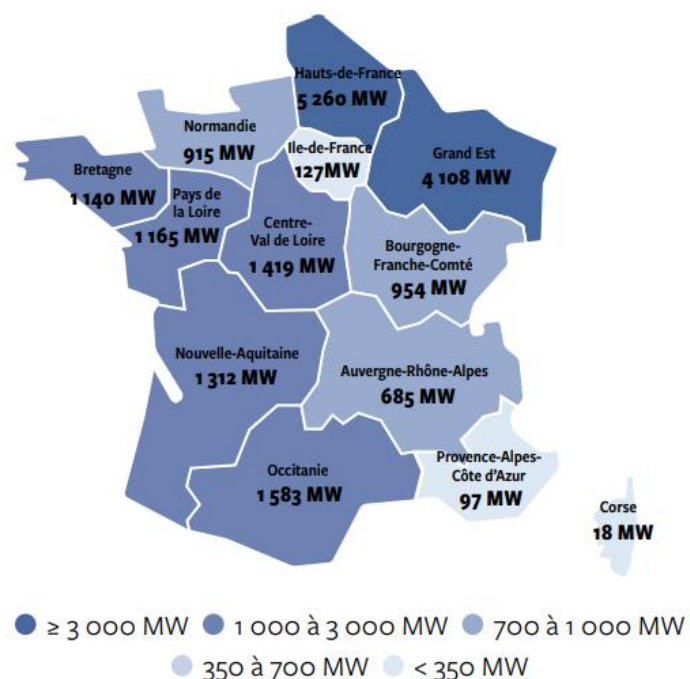 Hauts-de-France
5 260 MW
Normandie
915 MW
Ile-de-France
127MW
Grand Est
4 108 MW
Bretagne
1 140 MW
Pays de
la Loire
1 165 MW
Centre-
Val de Loire
1 419 MW
Bourgogne-
Franche-Comté
954 MW
Nouvelle-Aquitaine
1 312 MW
Auvergne-Rhône-Alpes
685 MW
Occitanie
1 583 MW
Provence-Alpes-
Côte d'Azur
97 MW
Corse
18 MW
≥ 3 000 MW 1 000 à 3 000 MW 700 à 1 000 MW
350 à 700 MW < 350 MW